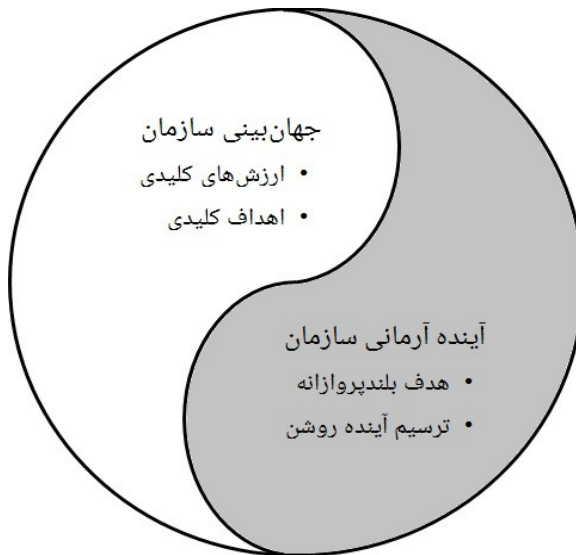 جهان‌بینی سازمان
• ارزش‌های کلیدی
• اهداف کلیدی
آینده آرمانی سازمان
• هدف بلندپروازانه
• ترسیم آینده روشن